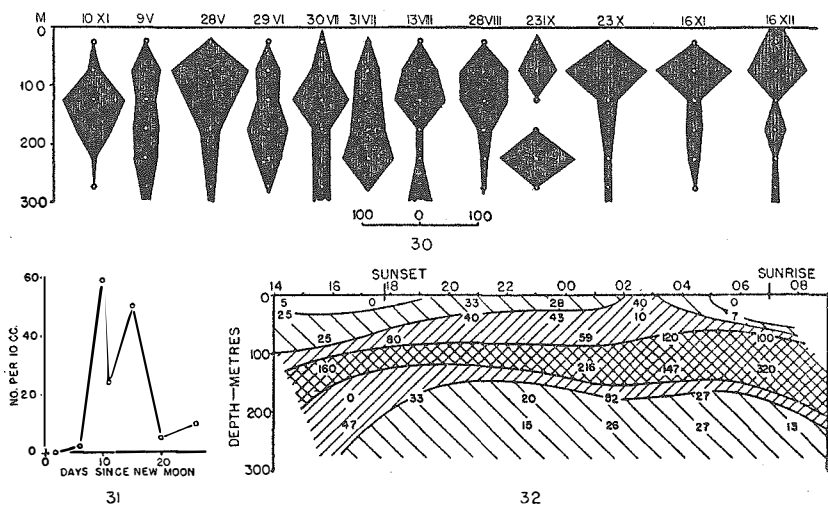 M 10 XI 9 V 28 V 29 VI 30 VII 31 VII 13 VIII 28 VIII 23 IX 23 X 16 XI 16 XII
0
100
200
300
100 0 100
30
60
40
20
0
NO. PER 10 CC.
10 20
DAYS SINCE NEW MOON
31
SUNSET SUNRISE
14 16 18 20 22 00 02 04 06 08
0
100
200
300
DEPTH—METRES
5 0 33 28 40 0
25 40 43 10 7
25 80 59 120 100
160 216 147 320
0 33 20 82 27
47 15 26 27 13
32